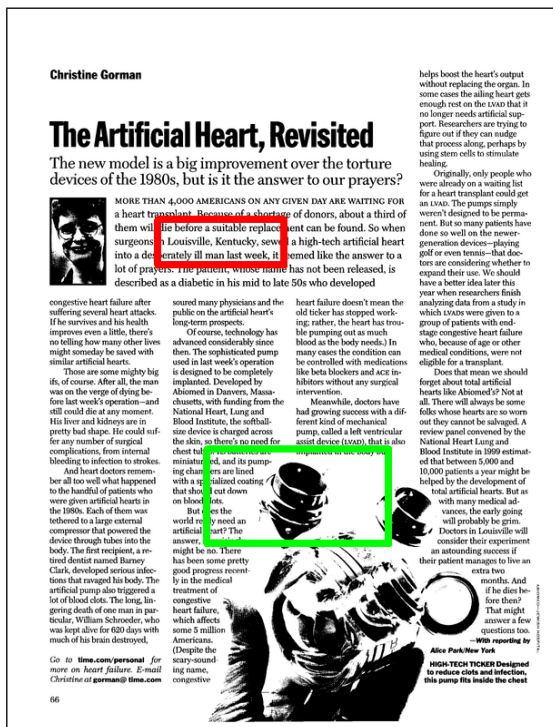 Christine Gorman
The Artificial Heart, Revisited
The new model is a big improvement over the torture
devices of the 1980s, but is it the answer to our prayers?
MORE THAN 4,000 AMERICANS ON ANY GIVEN DAY ARE WAITING FOR
a heart transplant. Because of a shortage of donors, about a third of
them will die before a suitable replacement can be found. So when
surgeons in Louisville, Kentucky, sewed a high-tech artificial heart
into a desperately ill man last week, it seemed like the answer to a
lot of prayers. The patient, whose name has not been released, is
described as a diabetic in his mid to late 50s who developed
congestive heart failure after
suffering several heart attacks.
If he survives and his health
improves even a little, there's
no telling how many other lives
might someday be saved with
similar artificial hearts.
Those are some mighty big
ifs, of course. After all, the man
was on the verge of dying be-
fore last week's operation—and
still could die at any moment.
His liver and kidneys are in
pretty bad shape. He could suf-
fer any number of surgical
complications, from internal
bleeding to infection to strokes.
And heart doctors remem-
ber all too well what happened
to the handful of patients who
were given artificial hearts in
the 1980s. Each of them was
tethered to a large external
compressor that powered the
device through tubes into the
body. The first recipient, a re-
tired dentist named Barney
Clark, developed serious infec-
tions that ravaged his body. The
artificial pump also triggered a
lot of blood clots. The long, lin-
gering death of one man in par-
ticular, William Schroeder, who
was kept alive for 620 days with
much of his brain destroyed,
Go to time.com/personal for
more on heart failure. E-mail
Christine at gorman@time.com
soured many physicians and the
public on the artificial heart's
long-term prospects.
Of course, technology has
advanced considerably since
then. The sophisticated pump
used in last week's operation
is designed to be completely
implanted. Developed by
Abiomed in Danvers, Massa-
chusetts, with funding from the
National Heart, Lung and
Blood Institute, the softball-
size device is charged across
the skin, so there's no need for
chest tubes. Its batteries are
miniaturized, and its pump-
ing chambers are lined
with a specialized coating
that should cut down
on blood clots.
But does the
world really need an
artificial heart? The
answer,
might be no. There
has been some pretty
good progress recent-
ly in the medical
treatment of
congestive
heart failure,
which affects
some 5 million
Americans.
(Despite the
scary-sound-
ing name,
congestive
heart failure doesn't mean the
old ticker has stopped work-
ing; rather, the heart has trou-
ble pumping out as much
blood as the body needs.) In
many cases the condition can
be controlled with medications
like beta blockers and ACE in-
hibitors without any surgical
intervention.
Meanwhile, doctors have
had growing success with a dif-
ferent kind of mechanical
pump, called a left ventricular
assist device (LVAD), that is also
implanted in the body but
helps boost the heart's output
without replacing the organ. In
some cases the ailing heart gets
enough rest on the LVAD that it
no longer needs artificial sup-
port. Researchers are trying to
figure out if they can nudge
that process along, perhaps by
using stem cells to stimulate
healing.
Originally, only people who
were already on a waiting list
for a heart transplant could get
an LVAD. The pumps simply
weren't designed to be perma-
nent. But so many patients have
done so well on the newer-
generation devices—playing
golf or even tennis—that doc-
tors are considering whether to
expand their use. We should
have a better idea later this
year when researchers finish
analyzing data from a study in
which LVADs were given to a
group of patients with end-
stage congestive heart failure
who, because of age or other
medical conditions, were not
eligible for a transplant.
Does that mean we should
forget about total artificial
hearts like Abiomed's? Not at
all. There will always be some
folks whose hearts are so worn
out they cannot be salvaged. A
review panel convened by the
National Heart Lung and
Blood Institute in 1999 estimat-
ed that between 5,000 and
10,000 patients a year might be
helped by the development of
total artificial hearts. But as
with many medical ad-
vances, the early going
will probably be grim.
Doctors in Louisville will
consider their experiment
an astounding success if
their patient manages to live an
extra two
months. And
if he dies be-
fore then?
That might
answer a few
questions too.
—With reporting by
Alice Park/New York
HIGH-TECH TICKER Designed
to reduce clots and infection,
this pump fits inside the chest
66